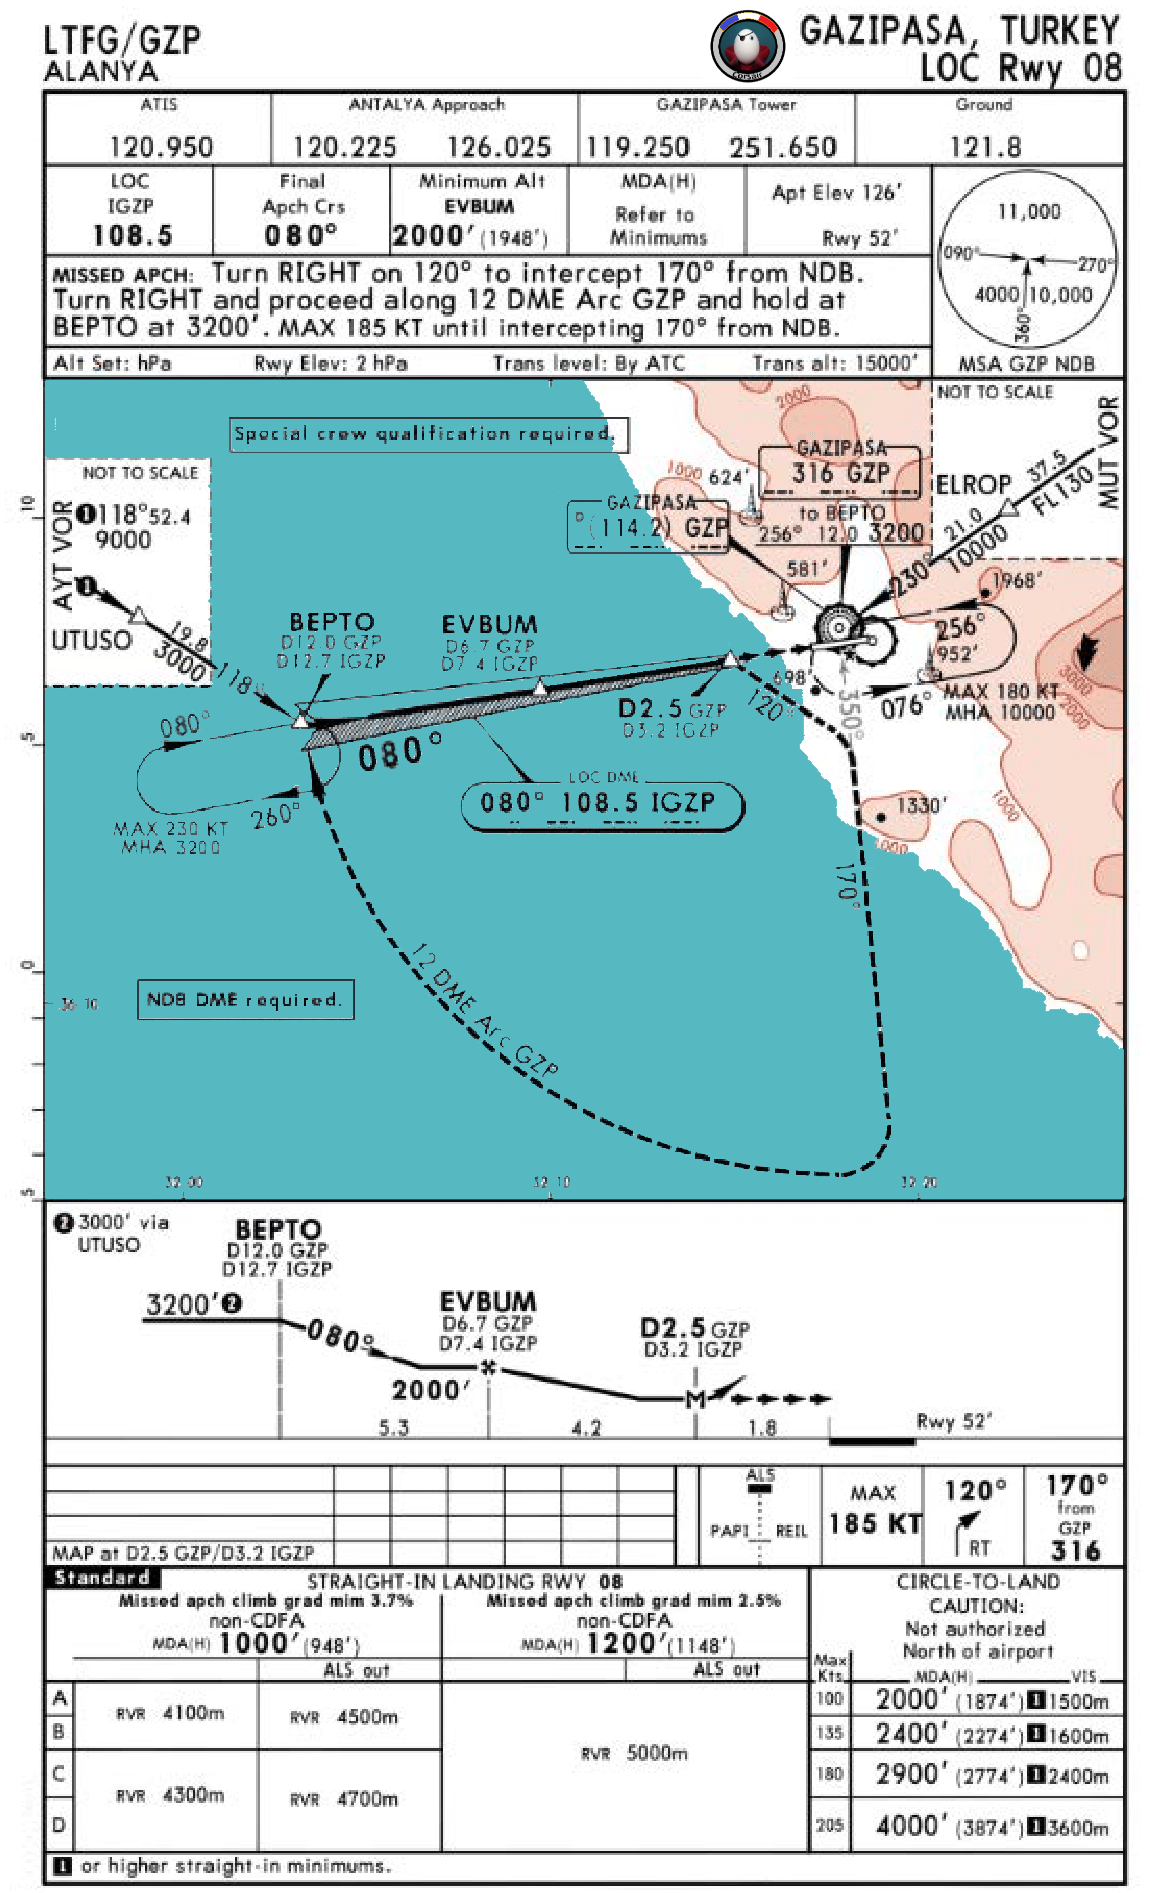 LTFG/GZP
ALANYA
Corsair
GAZIPASA, TURKEY
LOC Rwy 08
ATIS
120.950
ANTALYA Approach
120.225 126.025
GAZIPASA Tower
119.250 251.650
Ground
121.8
LOC
IGZP
108.5
Final
Apch Crs
080°
Minimum Alt
EVBUM
2000' (1948')
MDA(H)
Refer to
Minimums
Apt Elev 126'
Rwy 52'
MISSED APCH: Turn RIGHT on 120° to intercept 170° from NDB.
Turn RIGHT and proceed along 12 DME Arc GZP and hold at
BEPTO at 3200'. MAX 185 KT until intercepting 170° from NDB.
Alt Set: hPa Rwy Elev: 2 hPa Trans level: By ATC Trans alt: 15000'
11,000
090° 270°
4000 10,000
360°
MSA GZP NDB
Special crew qualification required.
NOT TO SCALE
AYT VOR
1 118° 52.4
9000
1
UTUSO
19.8
3000
118°
2000
1000
624'
GAZIPASA
316 GZP
GAZIPASA
D (114.2) GZP
to BEPTO
256° 12.0 3200
581'
NOT TO SCALE
MUT VOR
ELROP
37.5
FL130
21.0
10000
230°
1968'
256°
952'
076°
MAX 180 KT
MHA 10000
3000
2000
BEPTO
D12.0 GZP
D12.7 IGZP
EVBUM
D6.7 GZP
D7.4 IGZP
698'
D2.5 GZP
D3.2 IGZP
120°
350°
080°
080°
260°
MAX 230 KT
MHA 3200
LOC DME
080° 108.5 IGZP
1330'
1000
1000
170°
12 DME Arc GZP
NDB DME required.
10
5
0
5
36-10
32-00
32-10
32-20
2 3000' via
UTUSO
BEPTO
D12.0 GZP
D12.7 IGZP
3200' 2
080°
EVBUM
D6.7 GZP
D7.4 IGZP
2000'
D2.5 GZP
D3.2 IGZP
M
5.3
4.2
1.8
Rwy 52'
MAP at D2.5 GZP/D3.2 IGZP
ALS
PAPI REIL
MAX
185 KT
120°
RT
170°
from
GZP
316
Standard
STRAIGHT-IN LANDING RWY 08
Missed apch climb grad mim 3.7%
non-CDFA
MDA(H) 1000' (948')
ALS out
Missed apch climb grad mim 2.5%
non-CDFA
MDA(H) 1200' (1148')
ALS out
CIRCLE-TO-LAND
CAUTION:
Not authorized
North of airport
Max
Kts
MDA(H) VIS
A
B
C
D
RVR 4100m
RVR 4500m
RVR 4300m
RVR 4700m
RVR 5000m
100 2000' (1874') 1 1500m
135 2400' (2274') 1 1600m
180 2900' (2774') 1 2400m
205 4000' (3874') 1 3600m
1 or higher straight-in minimums.